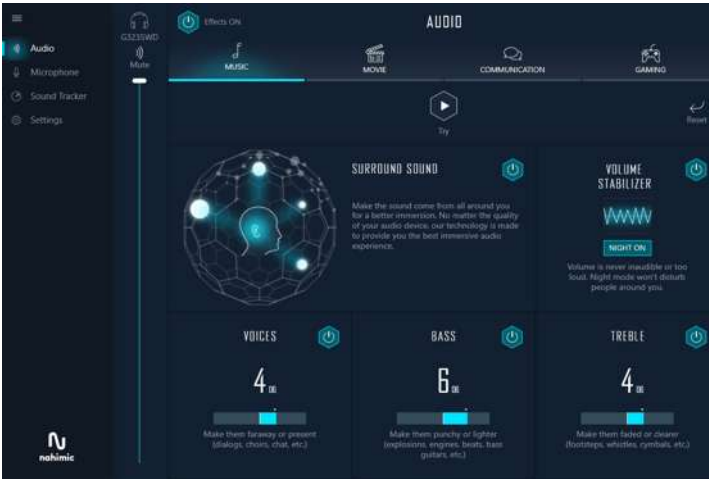 Audio
Microphone
Sound Tracker
Settings
nahimic
G323SWD
Mute
Effects ON
AUDIO
MUSIC
MOVIE
COMMUNICATION
GAMING
Try
Reset
SURROUND SOUND
Make the sound come from all around you
for a better immersion. No matter the quality
of your audio device, our technology is made
to provide you the best immersive audio
experience.
VOLUME
STABILIZER
NIGHT ON
Volume is never inaudible or too
loud. Night mode won't disturb
people around you.
VOICES
4 DB
Make them faraway or present
(dialogs, choirs, chat, etc.)
BASS
6 DB
Make them punchy or lighter
(explosions, engines, beats, bass
guitars, etc.)
TREBLE
4 DB
Make them faded or clearer
(footsteps, whistles, cymbals, etc.)